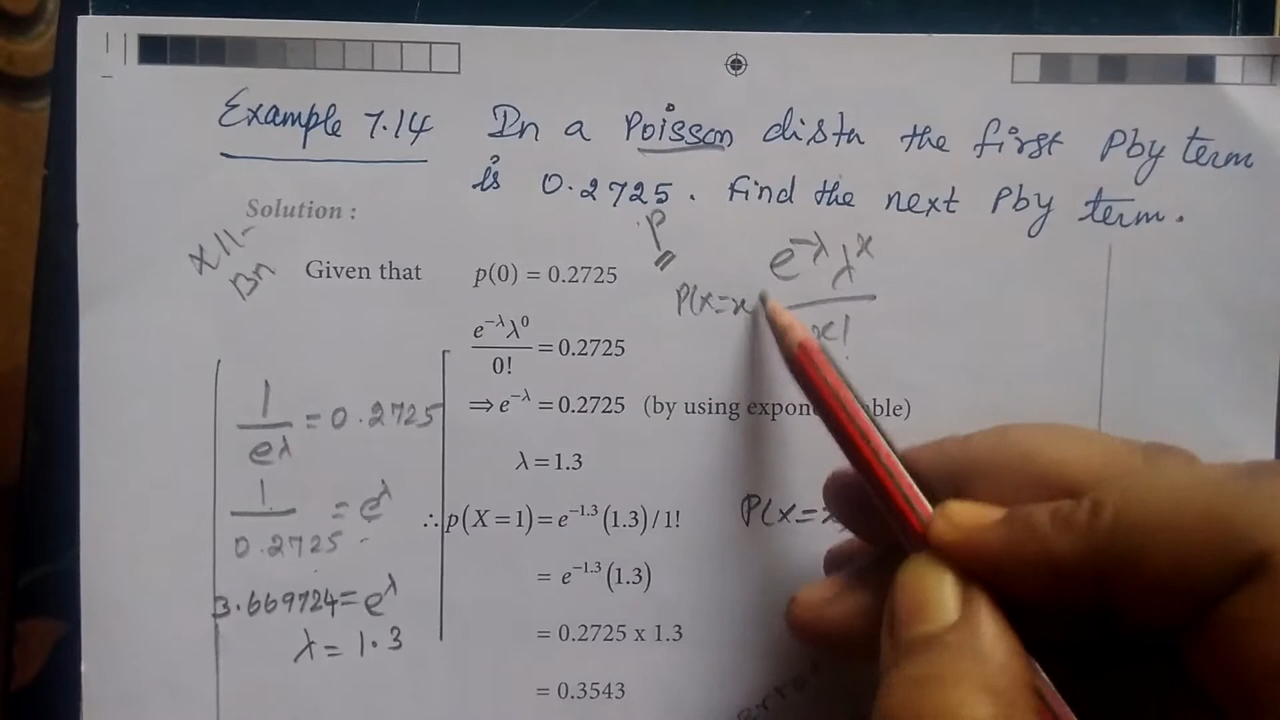 Example 7.14 In a Poisson distn the first Pby term
is 0.2725. Find the next Pby term.
Solution :
XII-
Bm
Given that p(0) = 0.2725
P
P(X=x
e^-λ λ^x
x!
e^-λ λ^0 / 0! = 0.2725
⇒ e^-λ = 0.2725 (by using expon ble)
λ = 1.3
∴ p(X = 1) = e^-1.3 (1.3) / 1!
= e^-1.3 (1.3)
= 0.2725 x 1.3
= 0.3543
1/e^λ = 0.2725
1/0.2725 = e^λ
3.669724 = e^λ
λ = 1.3
P(X=